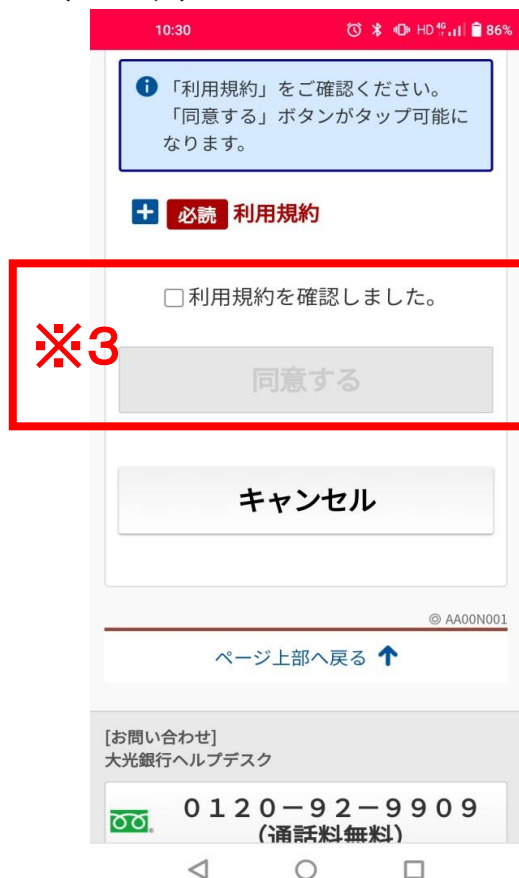 10:30
HD 4G 86%
「利用規約」をご確認ください。
「同意する」ボタンがタップ可能に
なります。
必読 利用規約
利用規約を確認しました。
※3
同意する
キャンセル
◎ AA00N001
ページ上部へ戻る
[お問い合わせ]
大光銀行ヘルプデスク
0120-92-9909
(通話料無料)